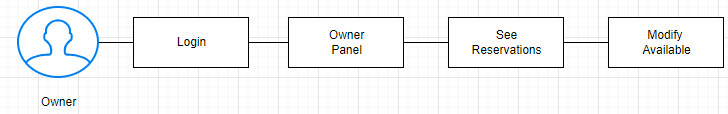 Login
Owner
Panel
See
Reservations
Modify
Available
Owner